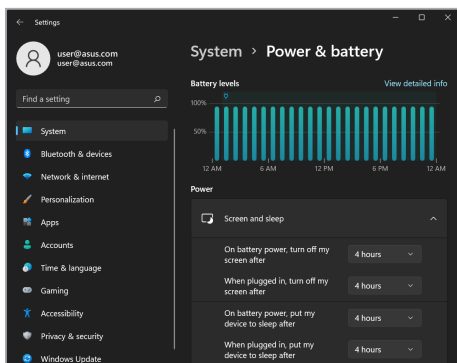 Settings
user@asus.com
user@asus.com
Find a setting
System
Bluetooth & devices
Network & internet
Personalization
Apps
Accounts
Time & language
Gaming
Accessibility
Privacy & security
Windows Update
System > Power & battery
Battery levels
View detailed info
100%
50%
12 AM 6 AM 12 PM 6 PM 12 AM
Power
Screen and sleep
On battery power, turn off my
screen after
4 hours
When plugged in, turn off my
screen after
4 hours
On battery power, put my
device to sleep after
4 hours
When plugged in, put my
device to sleep after
4 hours